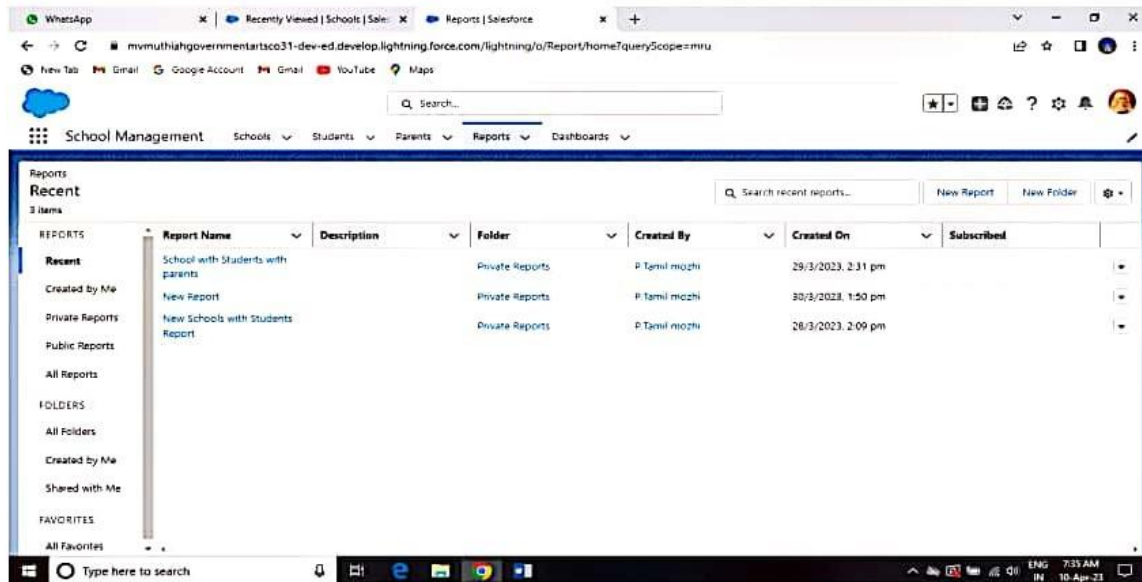 WhatsApp
Recently Viewed | Schools | Sale
Reports | Salesforce
mvmuthiahgovernmentartsco31-dev-ed.develop.lightning.force.com/lightning/o/Report/home?queryScope=mru
New Tab Gmail Google Account Gmail YouTube Maps
Search...
School Management Schools Students Parents Reports Dashboards
Reports
Recent
3 items
Search recent reports...
New Report New Folder
REPORTS
Recent
Created by Me
Private Reports
Public Reports
All Reports
FOLDERS
All Folders
Created by Me
Shared with Me
FAVORITES
All Favorites
Report Name Description Folder Created By Created On Subscribed
School with Students with
parents
Private Reports P.Tamil mozhi 29/3/2023, 2:31 pm
New Report Private Reports P.Tamil mozhi 30/3/2023, 1:50 pm
New Schools with Students
Report
Private Reports P.Tamil mozhi 28/3/2023, 2:09 pm
Type here to search
ENG
IN
7:35 AM
10-Apr-23